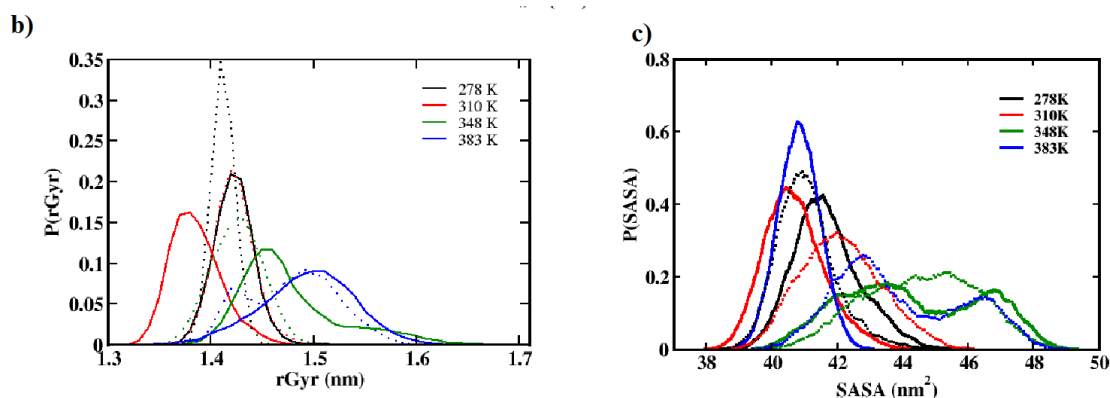 b)
P(rGyr)
0.35
0.3
0.25
0.2
0.15
0.1
0.05
0
1.3
1.4
1.5
1.6
1.7
rGyr (nm)
278 K
310 K
348 K
383 K
c)
P(SASA)
0.8
0.6
0.4
0.2
0
38
40
42
44
46
48
50
SASA (nm²)
278K
310K
348K
383K